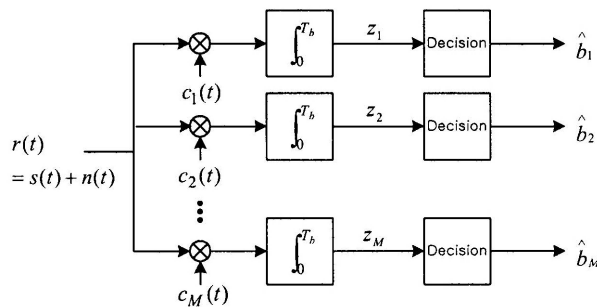 ∫₀^{T_b} z₁ Decision b̂₁
c₁(t)
∫₀^{T_b} z₂ Decision b̂₂
r(t)
= s(t) + n(t)
c₂(t)
∫₀^{T_b} z_M Decision b̂_M
c_M(t)